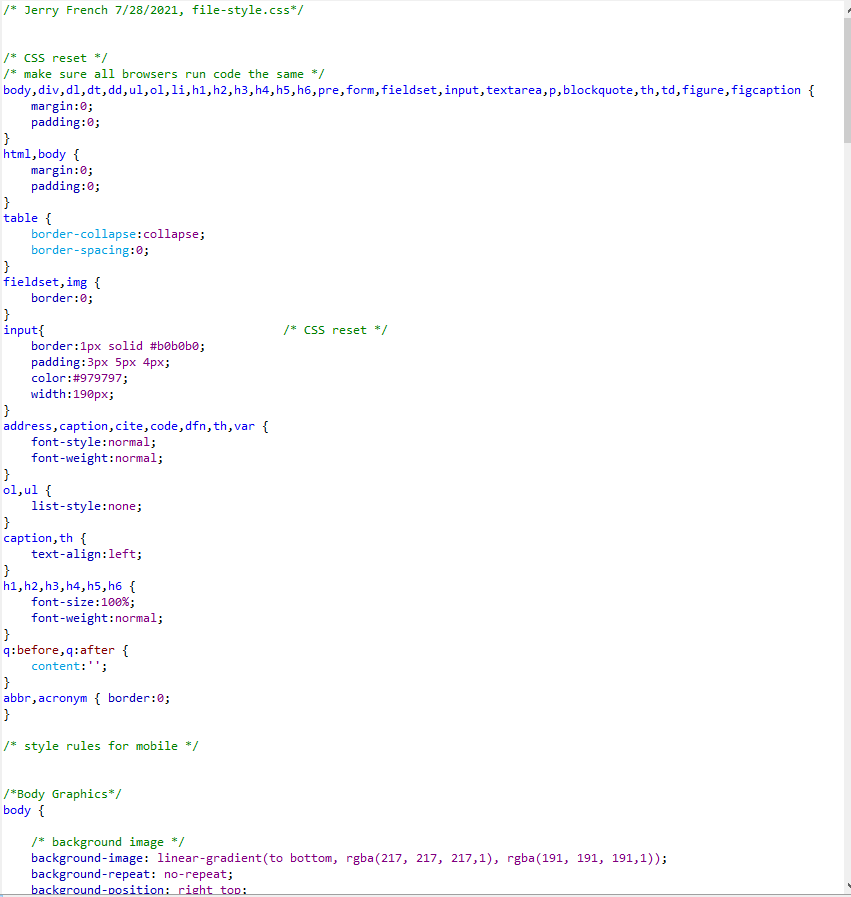 /* Jerry French 7/28/2021, file-style.css*/
/* CSS reset */
/* make sure all browsers run code the same */
body,div,dl,dt,dd,ul,ol,li,h1,h2,h3,h4,h5,h6,pre,form,fieldset,input,textarea,p,blockquote,th,td,figure,figcaption {
    margin:0;
    padding:0;
}
html,body {
    margin:0;
    padding:0;
}
table {
    border-collapse:collapse;
    border-spacing:0;
}
fieldset,img {
    border:0;
}
input{                                  /* CSS reset */
    border:1px solid #b0b0b0;
    padding:3px 5px 4px;
    color:#979797;
    width:190px;
}
address,caption,cite,code,dfn,th,var {
    font-style:normal;
    font-weight:normal;
}
ol,ul {
    list-style:none;
}
caption,th {
    text-align:left;
}
h1,h2,h3,h4,h5,h6 {
    font-size:100%;
    font-weight:normal;
}
q:before,q:after {
    content:'';
}
abbr,acronym { border:0;
}
/* style rules for mobile */
/*Body Graphics*/
body {
    /* background image */
    background-image: linear-gradient(to bottom, rgba(217, 217, 217,1), rgba(191, 191, 191,1));
    background-repeat: no-repeat;
    background-position: right top;